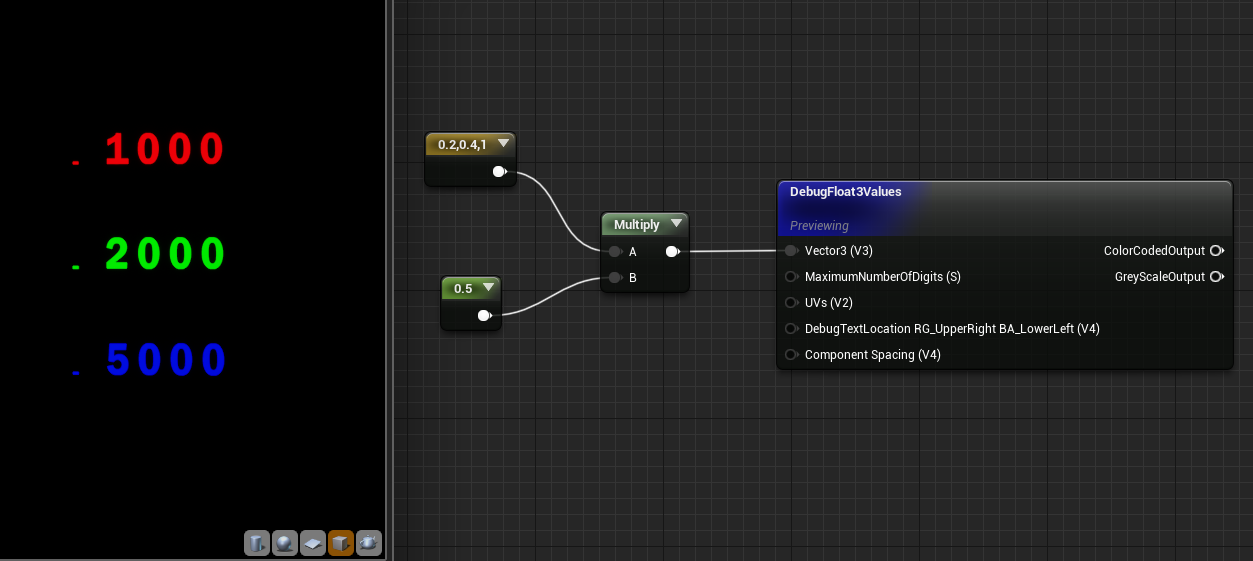 . 1000
. 2000
. 5000
0.2,0.4,1
0.5
Multiply
A
B
DebugFloat3Values
Previewing
Vector3 (V3)
ColorCodedOutput
MaximumNumberOfDigits (S)
GreyScaleOutput
UVs (V2)
DebugTextLocation RG_UpperRight BA_LowerLeft (V4)
Component Spacing (V4)